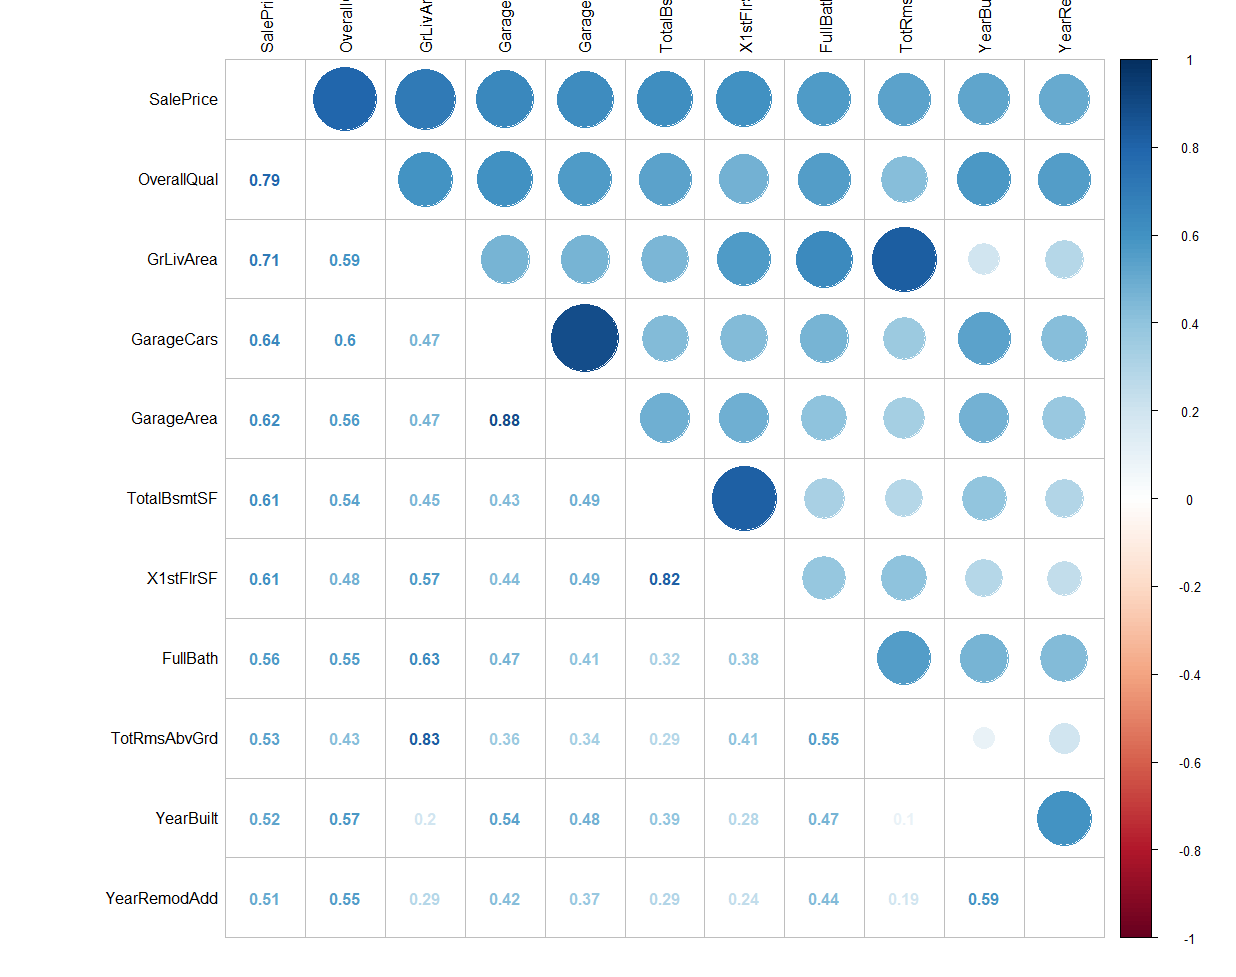 SalePri
Overall
GrLivAr
Garage
Garage
TotalBs
X1stFlrS
FullBath
TotRms
YearBu
YearRe
SalePrice
OverallQual 0.79
GrLivArea 0.71 0.59
GarageCars 0.64 0.6 0.47
GarageArea 0.62 0.56 0.47 0.88
TotalBsmtSF 0.61 0.54 0.45 0.43 0.49
X1stFlrSF 0.61 0.48 0.57 0.44 0.49 0.82
FullBath 0.56 0.55 0.63 0.47 0.41 0.32 0.38
TotRmsAbvGrd 0.53 0.43 0.83 0.36 0.34 0.29 0.41 0.55
YearBuilt 0.52 0.57 0.2 0.54 0.48 0.39 0.28 0.47 0.1
YearRemodAdd 0.51 0.55 0.29 0.42 0.37 0.29 0.24 0.44 0.19 0.59
1
0.8
0.6
0.4
0.2
0
-0.2
-0.4
-0.6
-0.8
-1